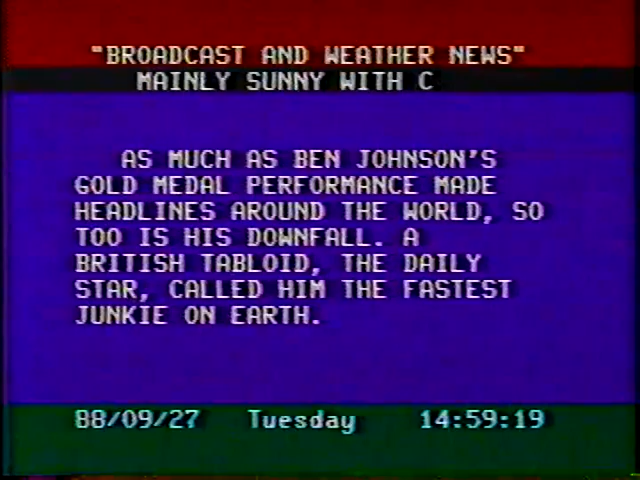 "BROADCAST AND WEATHER NEWS"
MAINLY SUNNY WITH C
AS MUCH AS BEN JOHNSON'S
GOLD MEDAL PERFORMANCE MADE
HEADLINES AROUND THE WORLD, SO
TOO IS HIS DOWNFALL. A
BRITISH TABLOID, THE DAILY
STAR, CALLED HIM THE FASTEST
JUNKIE ON EARTH.
88/09/27 Tuesday 14:59:19